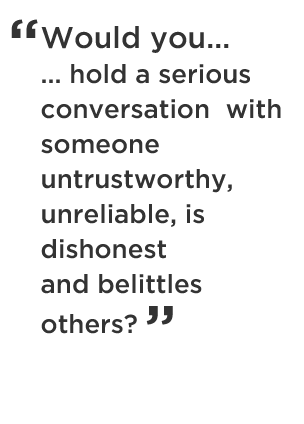 “Would you...
... hold a serious
conversation  with
someone
untrustworthy,
unreliable, is
dishonest
and belittles
others? ”